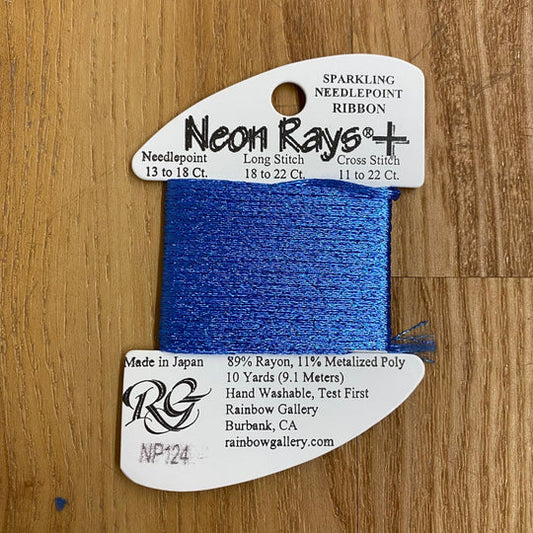 SPARKLING
NEEDLEPOINT
RIBBON
Neon Rays®+
Needlepoint Long Stitch Cross Stitch
13 to 18 Ct. 18 to 22 Ct. 11 to 22 Ct.
Made in Japan
89% Rayon, 11% Metalized Poly
10 Yards (9.1 Meters)
Hand Washable, Test First
Rainbow Gallery
Burbank, CA
rainbowgallery.com
RG
NP124